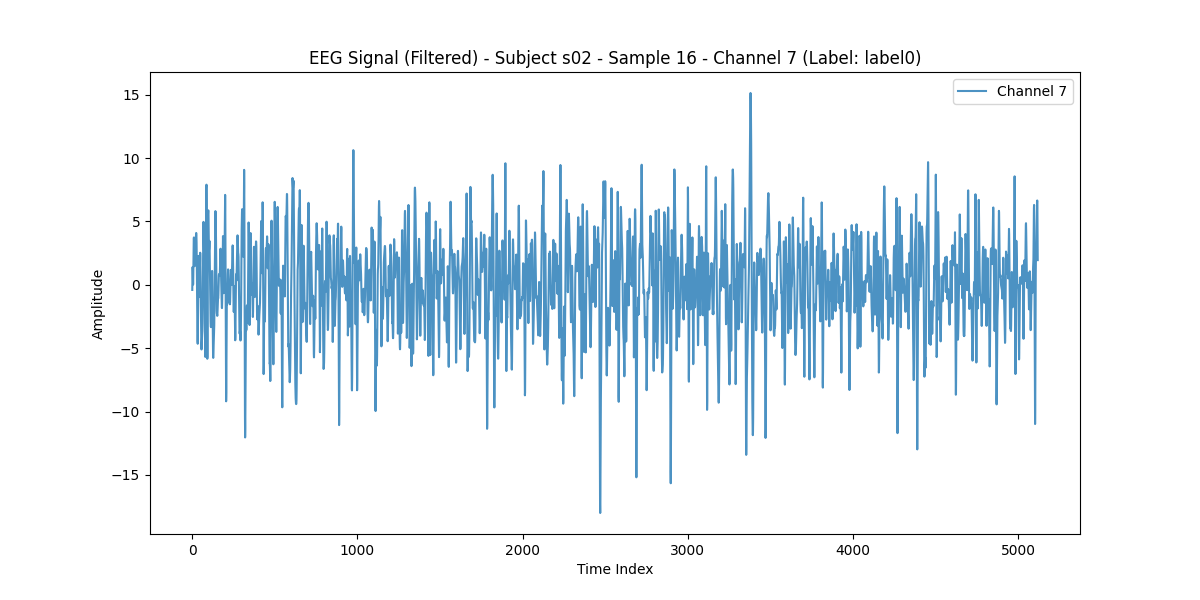 EEG Signal (Filtered) - Subject s02 - Sample 16 - Channel 7 (Label: label0)
Channel 7
15
10
5
0
−5
−10
−15
Amplitude
0 1000 2000 3000 4000 5000
Time Index